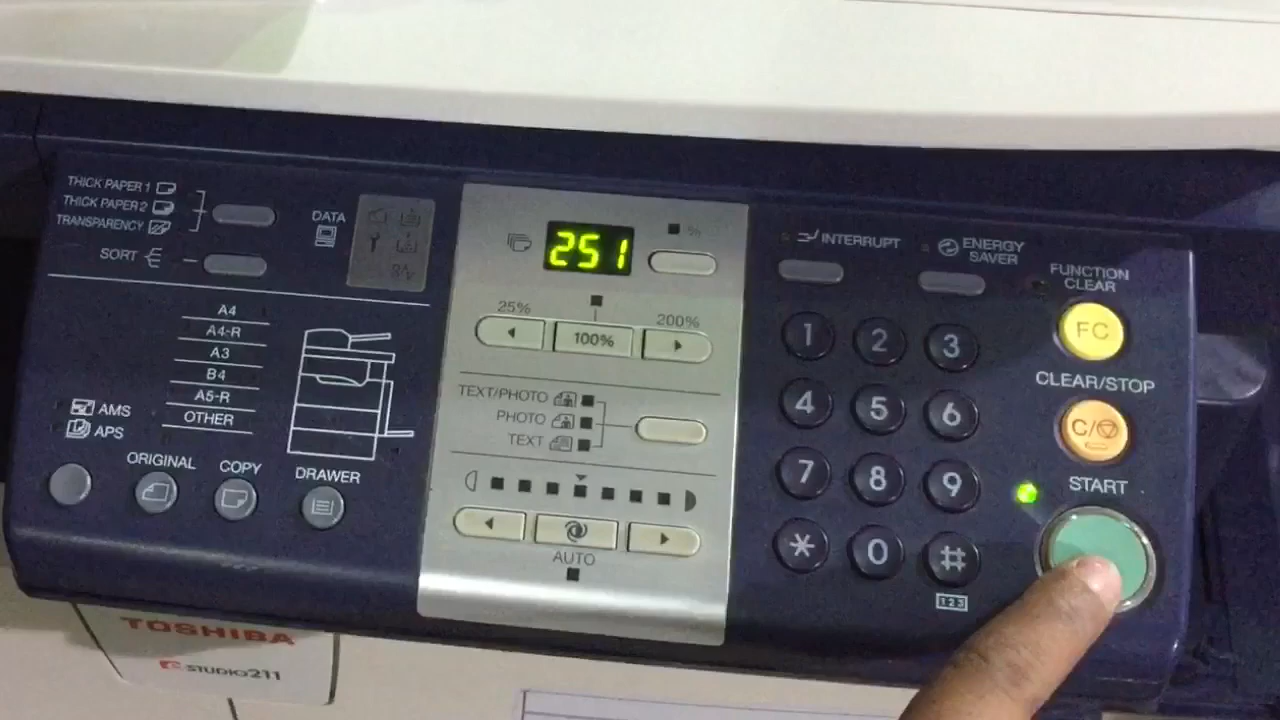 THICK PAPER 1
THICK PAPER 2
TRANSPARENCY
SORT
DATA
A4
A4-R
A3
B4
A5-R
OTHER
AMS
APS
ORIGINAL
COPY
DRAWER
251
%
25%
100%
200%
TEXT/PHOTO
PHOTO
TEXT
AUTO
INTERRUPT
ENERGY
SAVER
FUNCTION
CLEAR
FC
CLEAR/STOP
C/
START
1 2 3
4 5 6
7 8 9
* 0 #
123
TOSHIBA
STUDIO211